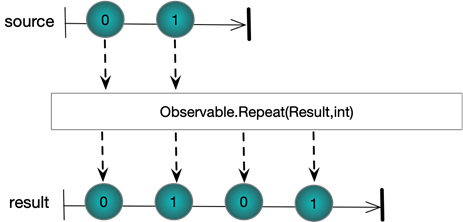 source
0 1
Observable.Repeat(Result,int)
result
0 1 0 1